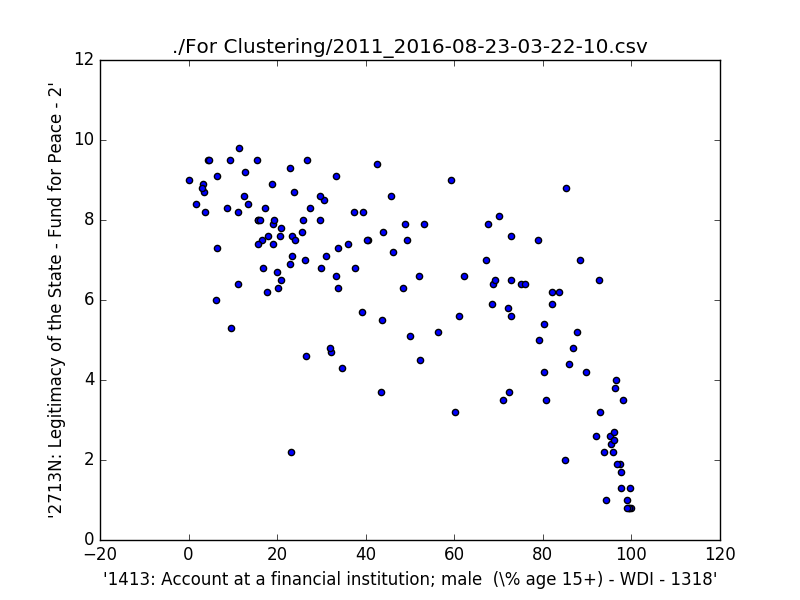 ./For Clustering/2011_2016-08-23-03-22-10.csv
'2713N: Legitimacy of the State - Fund for Peace - 2'
12
10
8
6
4
2
0
−20 0 20 40 60 80 100 120
'1413: Account at a financial institution; male  (\% age 15+) - WDI - 1318'